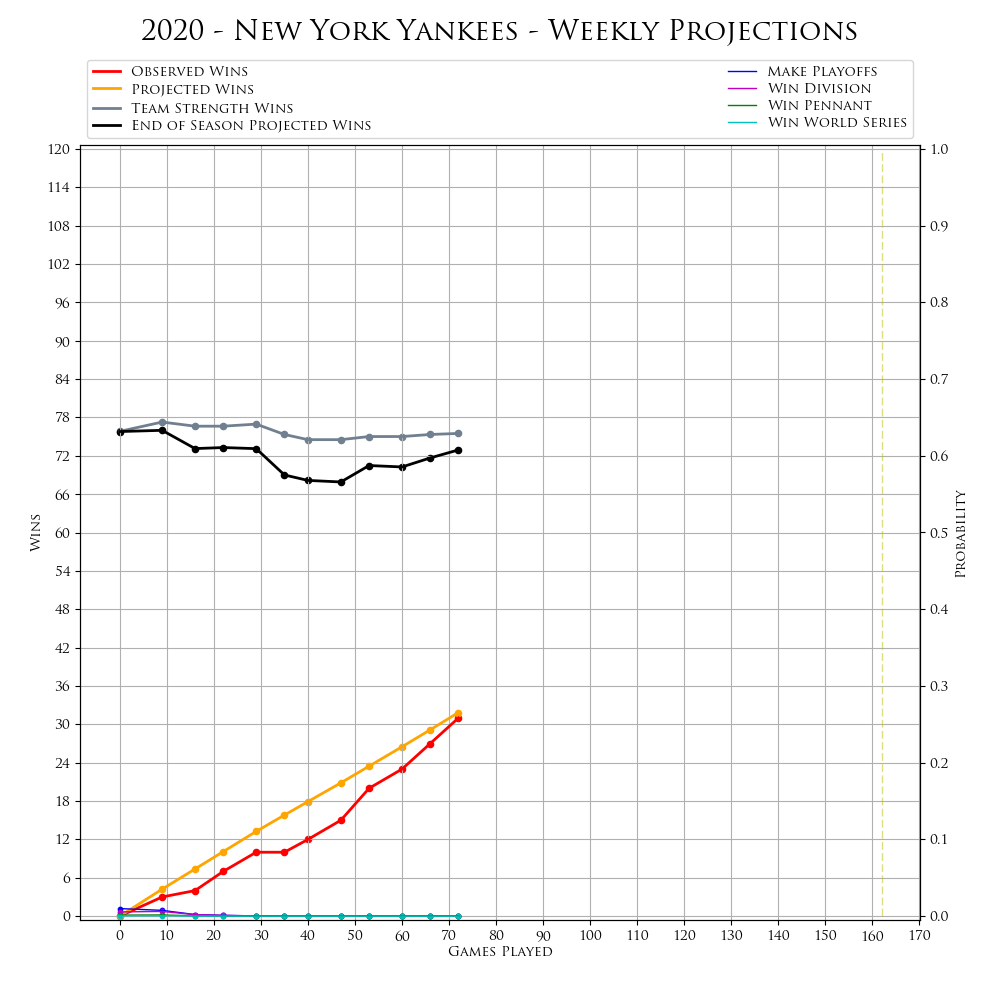 2020 - New York Yankees - Weekly Projections
Observed Wins
Projected Wins
Team Strength Wins
End of Season Projected Wins
Make Playoffs
Win Division
Win Pennant
Win World Series
120
114
108
102
96
90
84
78
72
66
60
54
48
42
36
30
24
18
12
6
0
Wins
1.0
0.9
0.8
0.7
0.6
0.5
0.4
0.3
0.2
0.1
0.0
Probability
0 10 20 30 40 50 60 70 80 90 100 110 120 130 140 150 160 170
Games Played